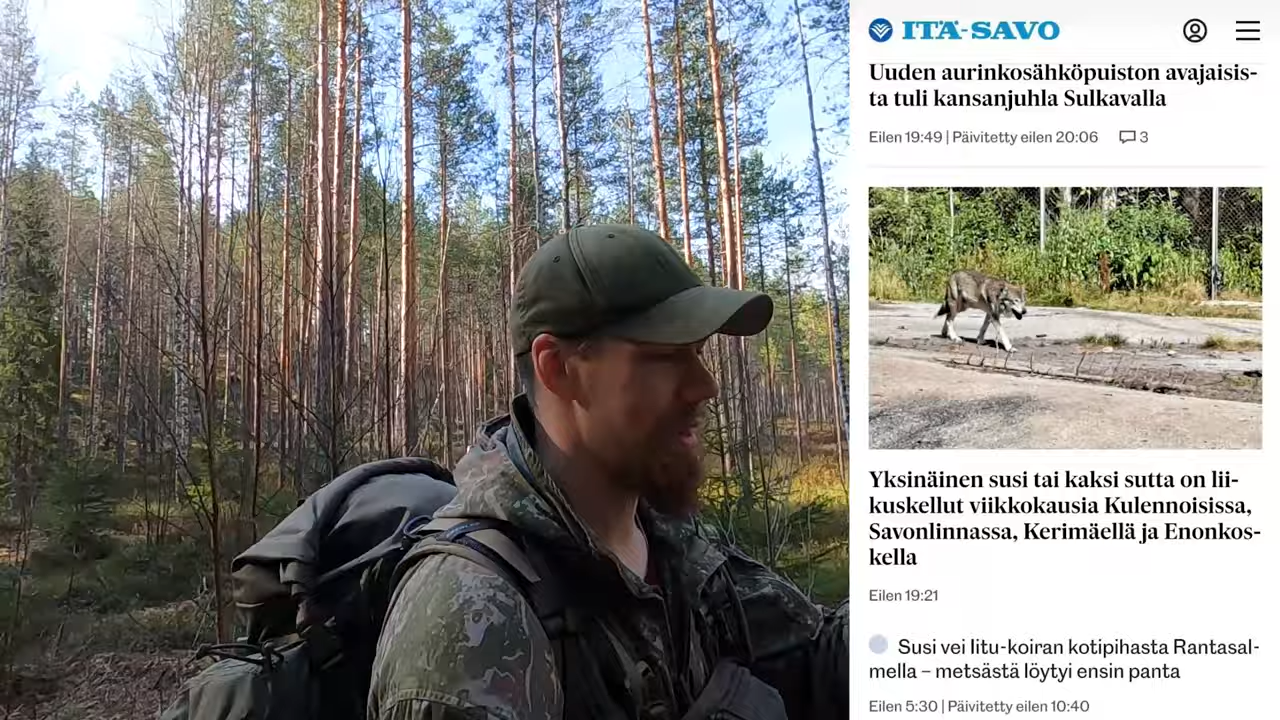 ITÄ-SAVO
Uuden aurinkosähköpuiston avajaisis-
ta tuli kansanjuhla Sulkavalla
Eilen 19:49 | Päivitetty eilen 20:06 3
Yksinäinen susi tai kaksi sutta on lii-
kuskellut viikkokausia Kulennoisissa,
Savonlinnassa, Kerimäellä ja Enonkos-
kella
Eilen 19:21
Susi vei Iitu-koiran kotipihasta Rantasal-
mella – metsästä löytyi ensin panta
Eilen 5:30 | Päivitetty eilen 10:40